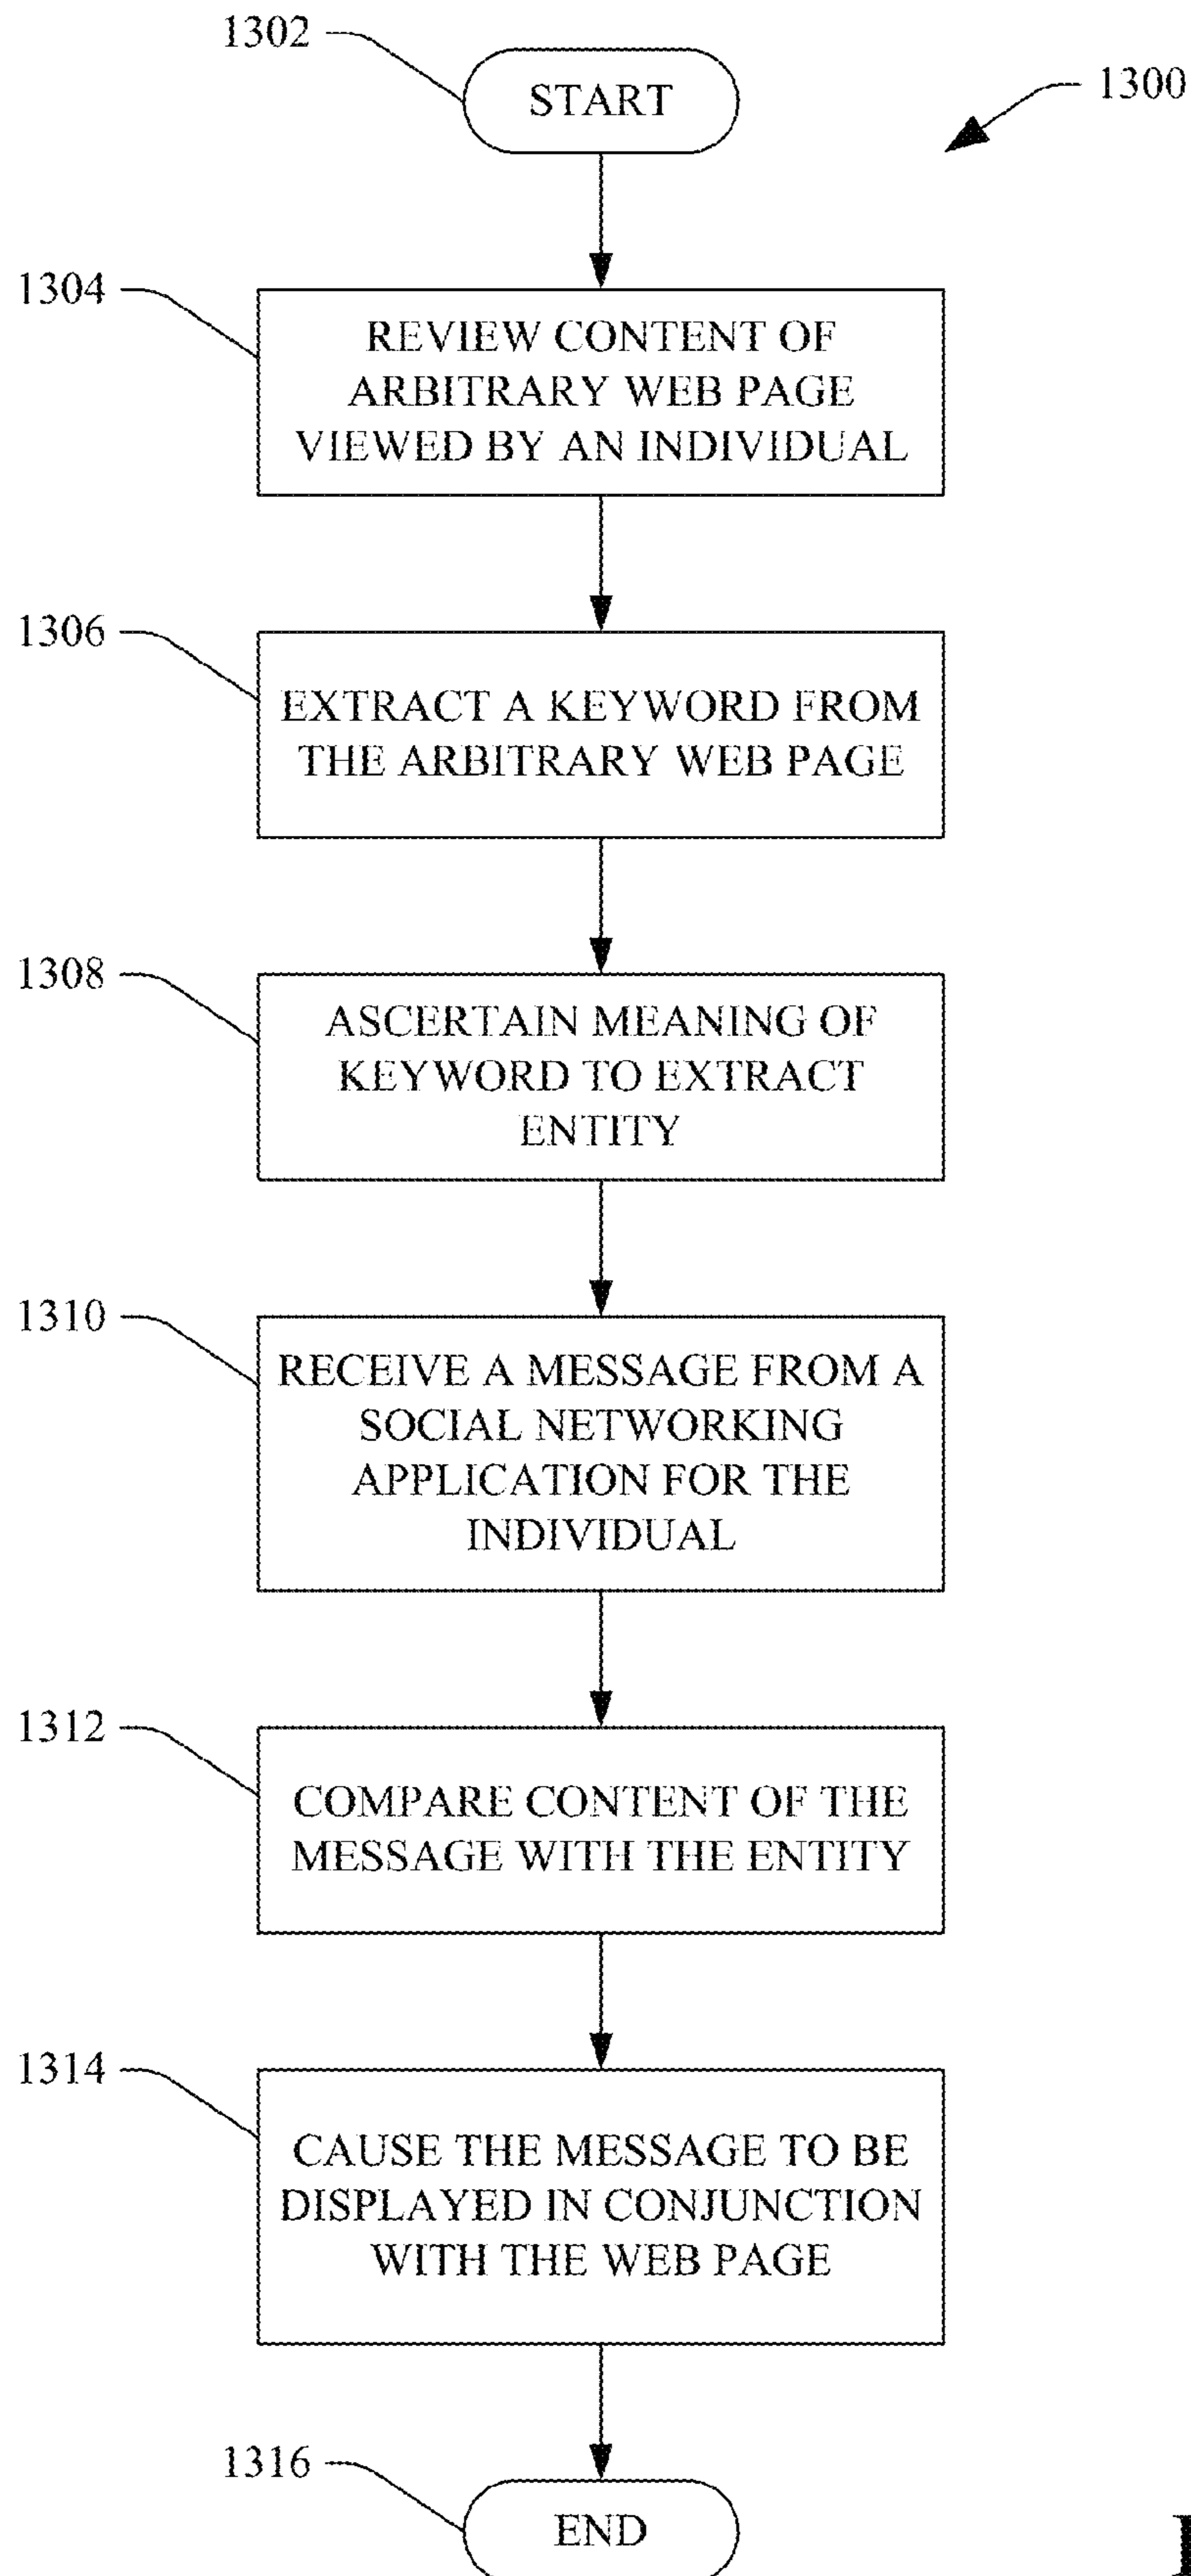 1302
START
1300
1304
REVIEW CONTENT OF
ARBITRARY WEB PAGE
VIEWED BY AN INDIVIDUAL
1306
EXTRACT A KEYWORD FROM
THE ARBITRARY WEB PAGE
1308
ASCERTAIN MEANING OF
KEYWORD TO EXTRACT
ENTITY
1310
RECEIVE A MESSAGE FROM A
SOCIAL NETWORKING
APPLICATION FOR THE
INDIVIDUAL
1312
COMPARE CONTENT OF THE
MESSAGE WITH THE ENTITY
1314
CAUSE THE MESSAGE TO BE
DISPLAYED IN CONJUNCTION
WITH THE WEB PAGE
1316
END